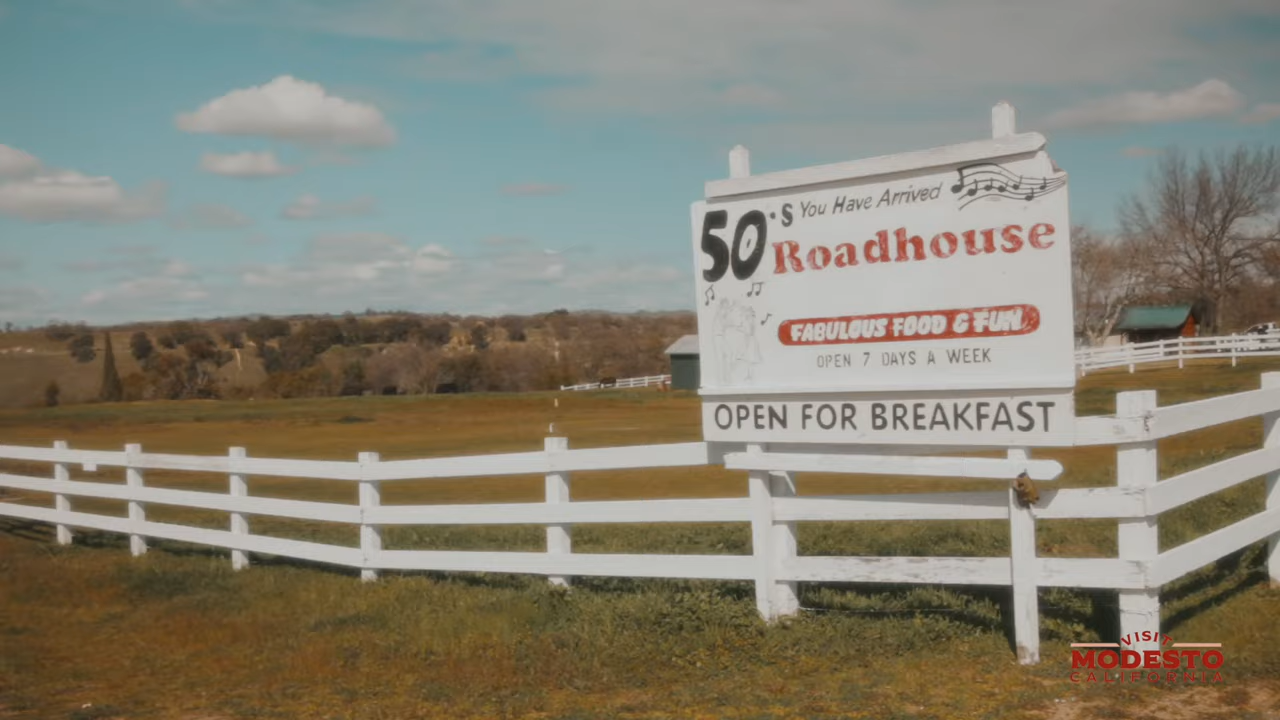 You Have Arrived
50's Roadhouse
FABULOUS FOOD & FUN
OPEN 7 DAYS A WEEK
OPEN FOR BREAKFAST
VISIT
MODESTO
CALIFORNIA